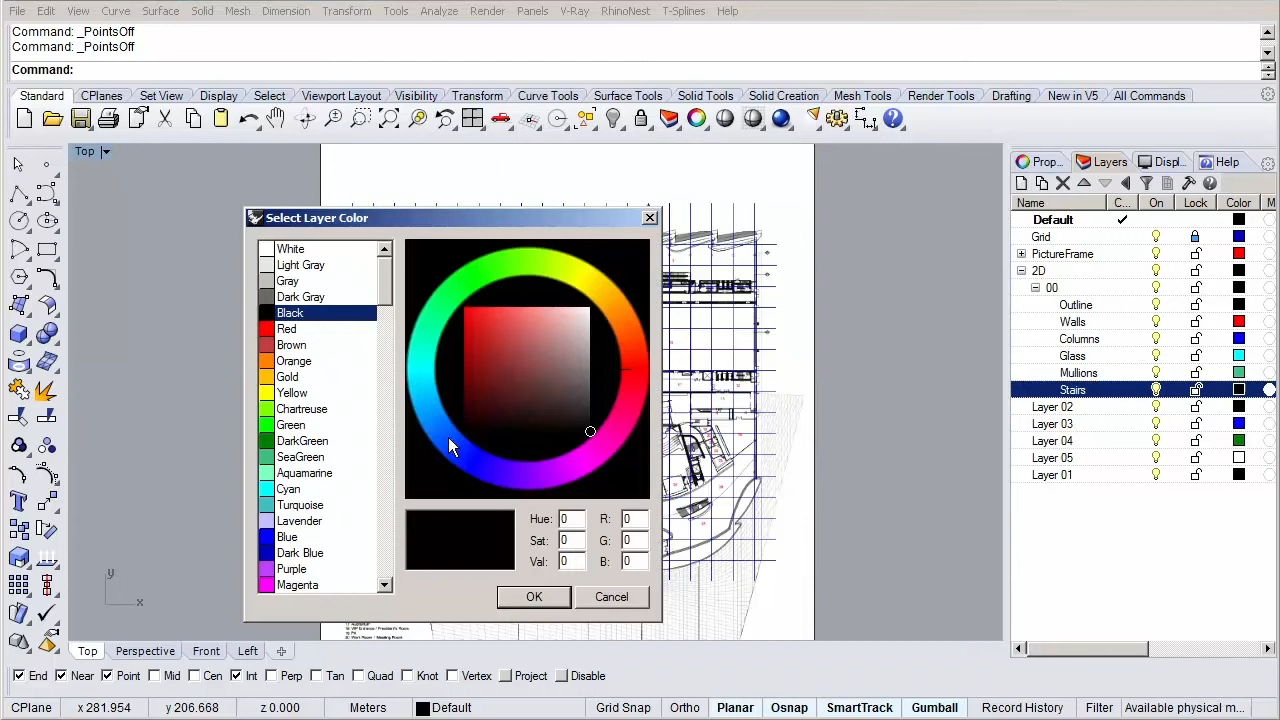 File Edit View Curve Surface Solid Mesh Dimension Transform Tools Analyze Render Panels V-Ray RhinoNest T-Splines Help
Command: _PointsOff
Command: _PointsOff
Command:
Standard CPlanes Set View Display Select Viewport Layout Visibility Transform Curve Tools Surface Tools Solid Tools Solid Creation Mesh Tools Render Tools Drafting New in V5 All Commands
Top
Prop... Layers Displ... Help
Name C... On Lock Color M
Default
Grid
PictureFrame
2D
00
Outline
Walls
Columns
Glass
Mullions
Stairs
Layer 02
Layer 03
Layer 04
Layer 05
Layer 01
Select Layer Color
White
Light Gray
Gray
Dark Gray
Black
Red
Brown
Orange
Gold
Yellow
Chartreuse
Green
DarkGreen
SeaGreen
Aquamarine
Cyan
Turquoise
Lavender
Blue
Dark Blue
Purple
Magenta
Hue: 0 R: 0
Sat: 0 G: 0
Val: 0 B: 0
OK Cancel
y
x
Top Perspective Front Left
End Near Point Mid Cen Int Perp Tan Quad Knot Vertex Project Disable
CPlane x 281.954 y 206.668 z 0.000 Meters Default Grid Snap Ortho Planar Osnap SmartTrack Gumball Record History Filter Available physical m...